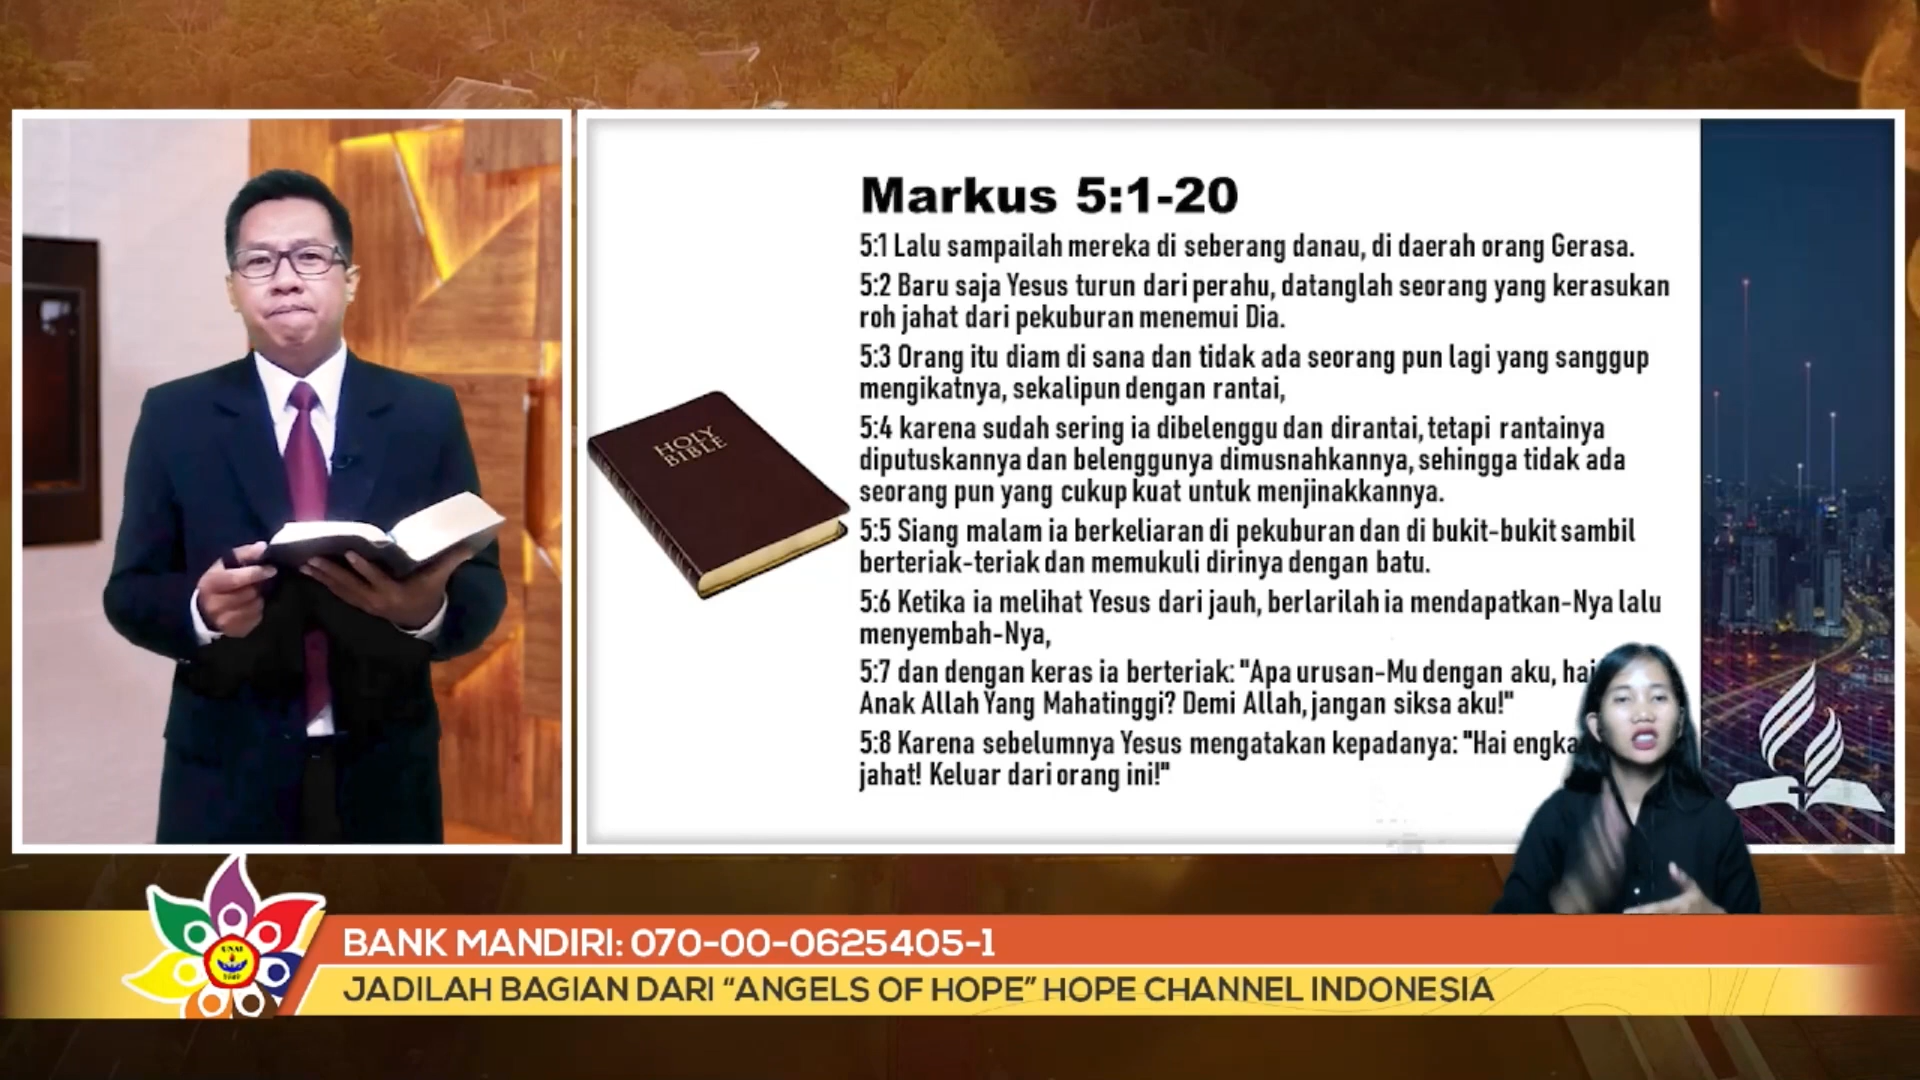 Markus 5:1-20
5:1 Lalu sampailah mereka di seberang danau, di daerah orang Gerasa.
5:2 Baru saja Yesus turun dari perahu, datanglah seorang yang kerasukan
roh jahat dari pekuburan menemui Dia.
5:3 Orang itu diam di sana dan tidak ada seorang pun lagi yang sanggup
mengikatnya, sekalipun dengan rantai,
HOLY
BIBLE
5:4 karena sudah sering ia dibelenggu dan dirantai, tetapi rantainya
diputuskannya dan belenggunya dimusnahkannya, sehingga tidak ada
seorang pun yang cukup kuat untuk menjinakkannya.
5:5 Siang malam ia berkeliaran di pekuburan dan di bukit-bukit sambil
berteriak-teriak dan memukuli dirinya dengan batu.
5:6 Ketika ia melihat Yesus dari jauh, berlarilah ia mendapatkan-Nya lalu
menyembah-Nya,
5:7 dan dengan keras ia berteriak: "Apa urusan-Mu dengan aku, hai
Anak Allah Yang Mahatinggi? Demi Allah, jangan siksa aku!"
5:8 Karena sebelumnya Yesus mengatakan kepadanya: "Hai
jahat! Keluar dari orang ini!"
UNAI
BANK MANDIRI: 070-00-0625405-1
JADILAH BAGIAN DARI “ANGELS OF HOPE” HOPE CHANNEL INDONESIA